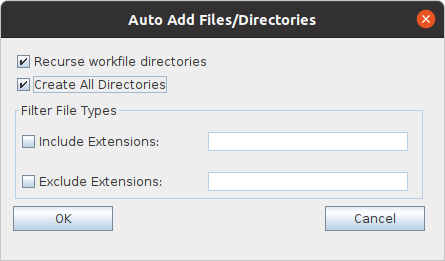 Auto Add Files/Directories
Recurse workfile directories
Create All Directories
Filter File Types
Include Extensions:
Exclude Extensions:
OK
Cancel